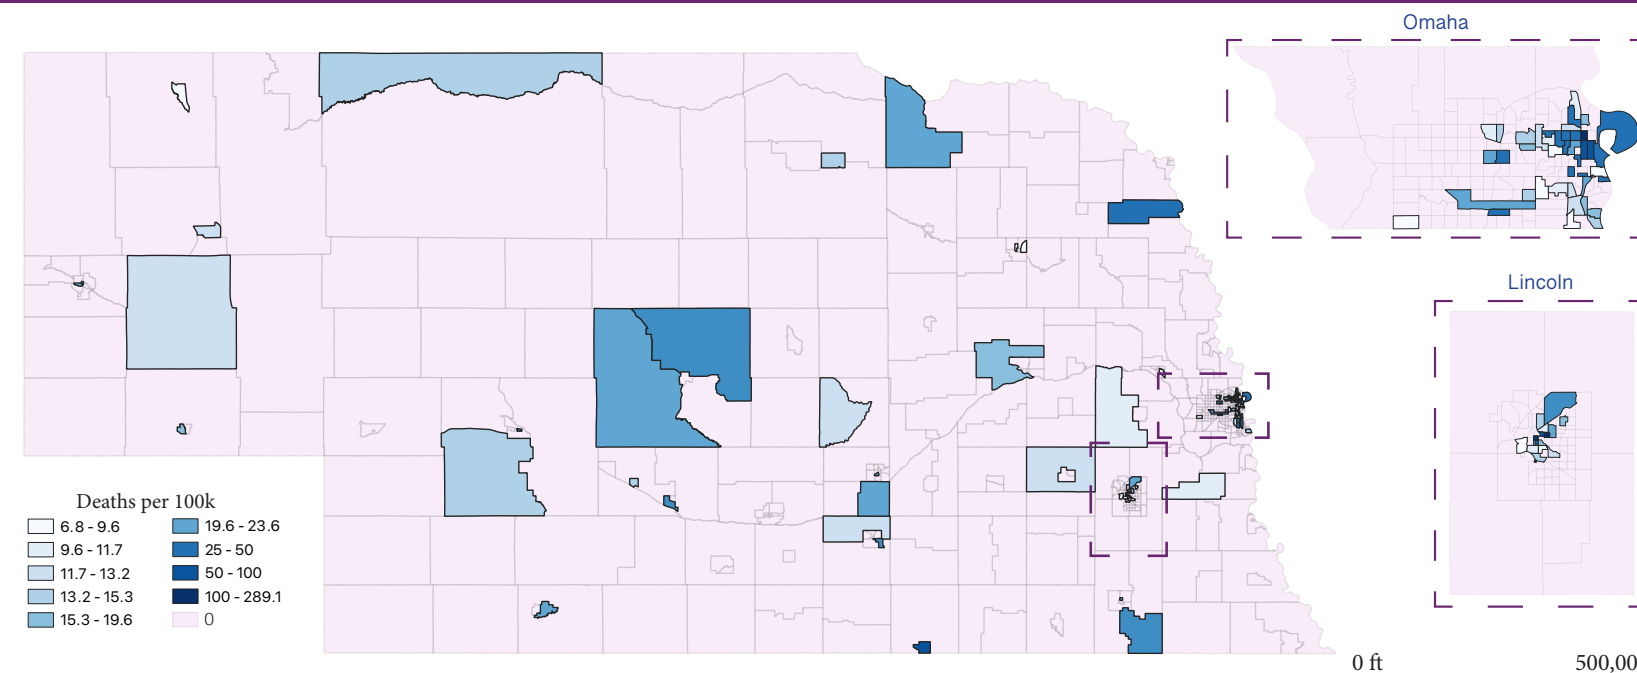 Omaha
Lincoln
Deaths per 100k
6.8 - 9.6
9.6 - 11.7
11.7 - 13.2
13.2 - 15.3
15.3 - 19.6
19.6 - 23.6
25 - 50
50 - 100
100 - 289.1
0
0 ft
500,00